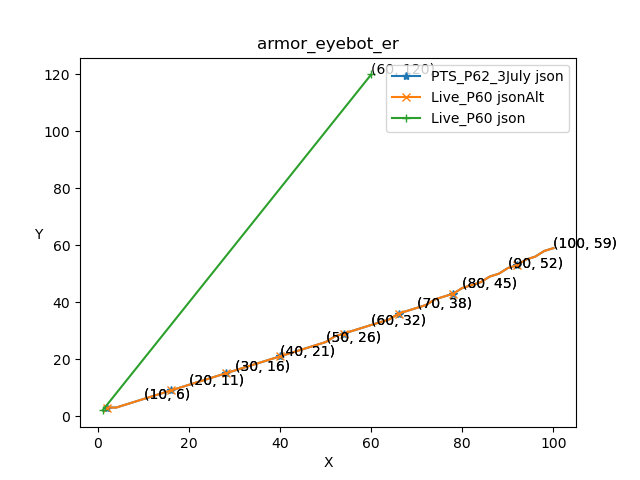 armor_eyebot_er
(60, 120)
PTS_P62_3July json
Live_P60 jsonAlt
Live_P60 json
120
100
80
60
40
20
0
Y
(100, 59)
(90, 52)
(80, 45)
(70, 38)
(60, 32)
(50, 26)
(40, 21)
(30, 16)
(20, 11)
(10, 6)
0 20 40 60 80 100
X